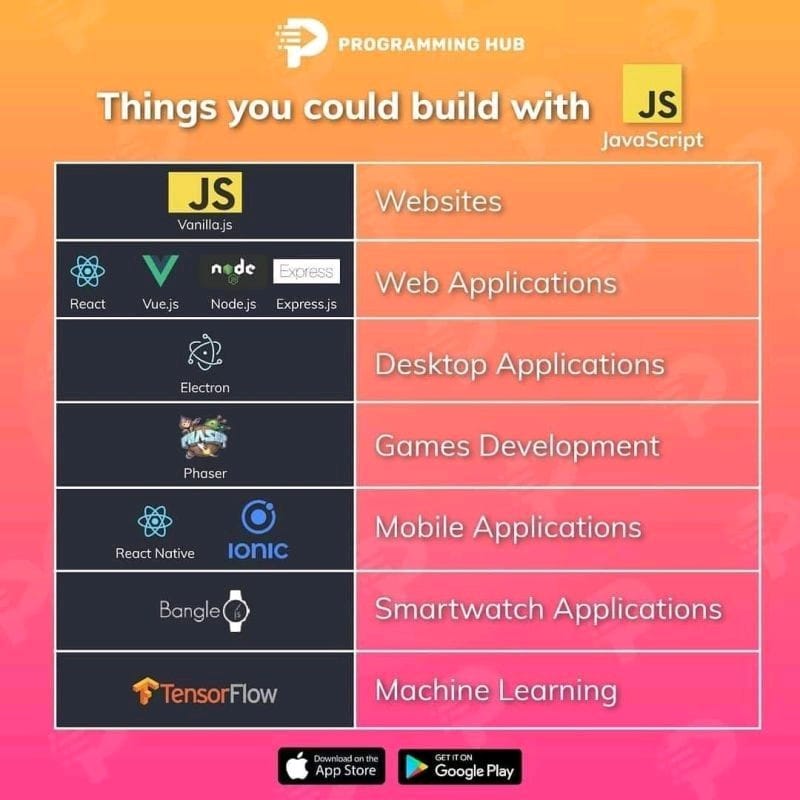 PROGRAMMING HUB
Things you could build with
JS
JavaScript
JS
Vanilla.js
Websites
node
JS
Express
React Vue.js Node.js Express.js
Web Applications
Electron
Desktop Applications
PHASER
Phaser
Games Development
React Native
IONIC
Mobile Applications
Bangle
js
Smartwatch Applications
TensorFlow
Machine Learning
Download on the
App Store
GET IT ON
Google Play